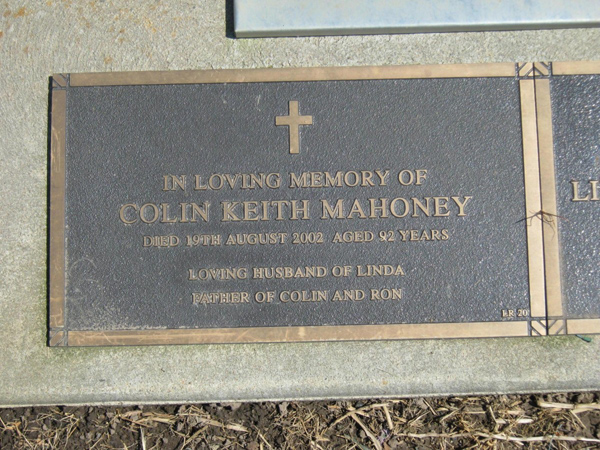 IN LOVING MEMORY OF
COLIN KEITH MAHONEY
DIED 19TH AUGUST 2002 AGED 92 YEARS
LOVING HUSBAND OF LINDA
FATHER OF COLIN AND RON